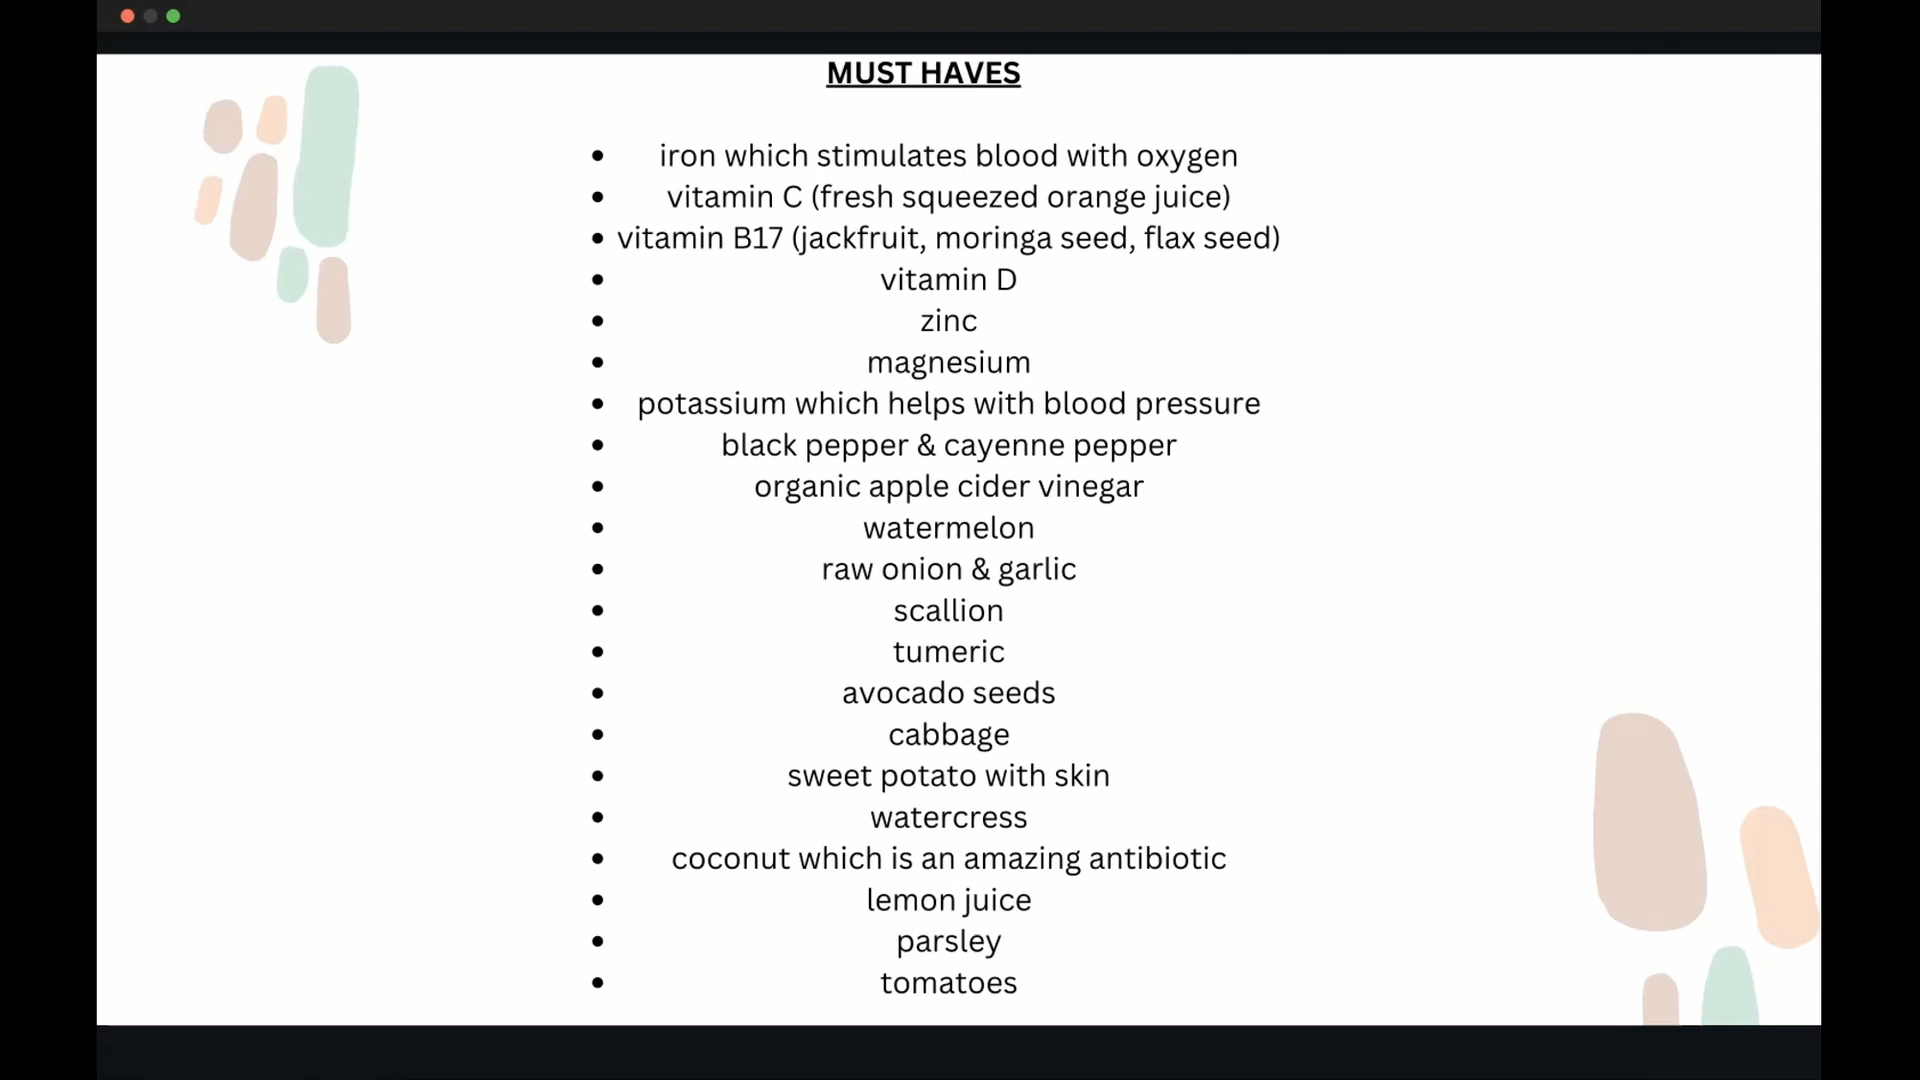 MUST HAVES
• iron which stimulates blood with oxygen
• vitamin C (fresh squeezed orange juice)
• vitamin B17 (jackfruit, moringa seed, flax seed)
• vitamin D
• zinc
• magnesium
• potassium which helps with blood pressure
• black pepper & cayenne pepper
• organic apple cider vinegar
• watermelon
• raw onion & garlic
• scallion
• tumeric
• avocado seeds
• cabbage
• sweet potato with skin
• watercress
• coconut which is an amazing antibiotic
• lemon juice
• parsley
• tomatoes